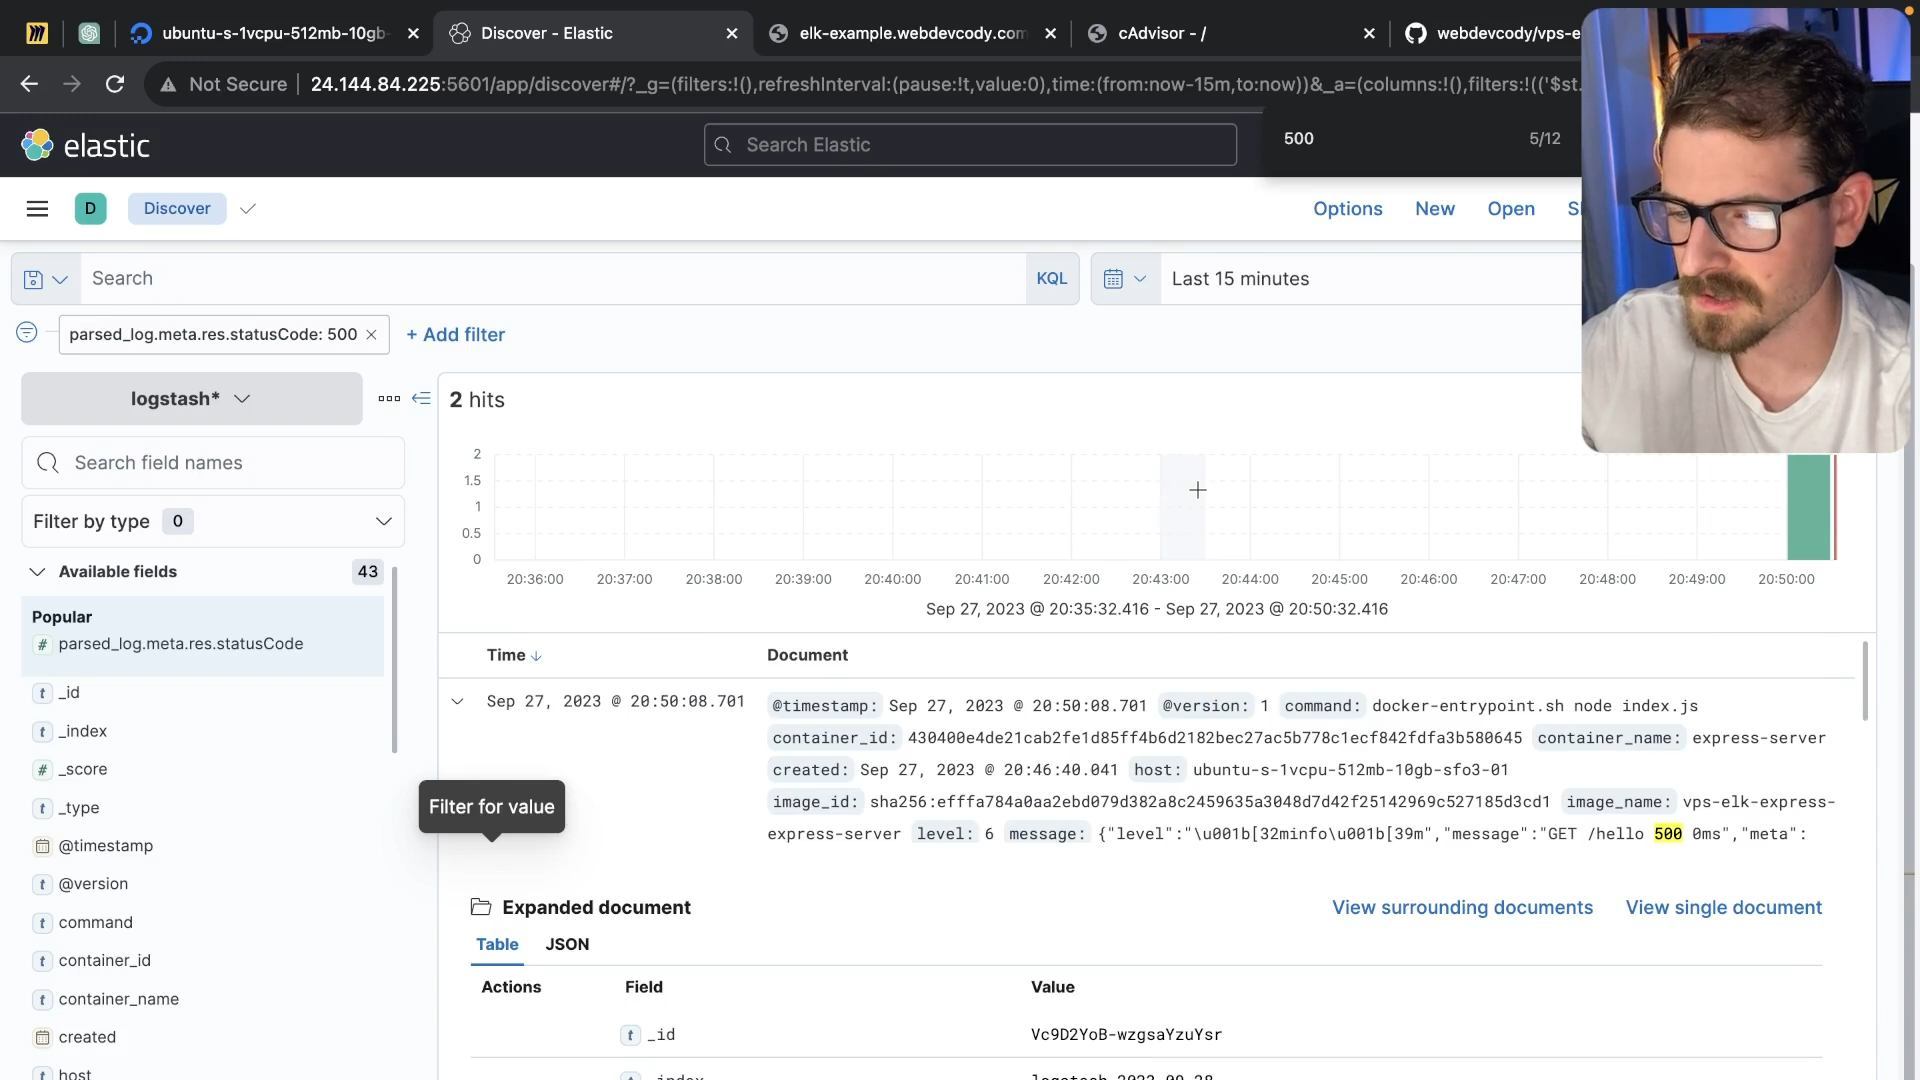 ubuntu-s-1vcpu-512mb-10gb-
Discover - Elastic
elk-example.webdevcody.com
cAdvisor - /
webdevcody/vps-e
Not Secure
24.144.84.225:5601/app/discover#/?_g=(filters:!(),refreshInterval:(pause:!t,value:0),time:(from:now-15m,to:now))&_a=(columns:!(),filters:!(('$st.
elastic
Search Elastic
500
5/12
D
Discover
Options
New
Open
Search
KQL
Last 15 minutes
parsed_log.meta.res.statusCode: 500
+ Add filter
logstash*
2 hits
Search field names
Filter by type 0
Available fields 43
Popular
# parsed_log.meta.res.statusCode
t _id
t _index
# _score
t _type
@timestamp
t @version
t command
t container_id
t container_name
created
t host
2
1.5
1
0.5
0
20:36:00 20:37:00 20:38:00 20:39:00 20:40:00 20:41:00 20:42:00 20:43:00 20:44:00 20:45:00 20:46:00 20:47:00 20:48:00 20:49:00 20:50:00
Sep 27, 2023 @ 20:35:32.416 - Sep 27, 2023 @ 20:50:32.416
Time Document
Sep 27, 2023 @ 20:50:08.701
@timestamp: Sep 27, 2023 @ 20:50:08.701 @version: 1 command: docker-entrypoint.sh node index.js
container_id: 430400e4de21cab2fe1d85ff4b6d2182bec27ac5b778c1ecf842fdfa3b580645 container_name: express-server
created: Sep 27, 2023 @ 20:46:40.041 host: ubuntu-s-1vcpu-512mb-10gb-sfo3-01
image_id: sha256:efffa784a0aa2ebd079d382a8c2459635a3048d7d42f25142969c527185d3cd1 image_name: vps-elk-express-
express-server level: 6 message: {"level":"\u001b[32minfo\u001b[39m","message":"GET /hello 500 0ms","meta":
Filter for value
Expanded document
View surrounding documents
View single document
Table JSON
Actions Field Value
t _id Vc9D2YoB-wzgsaYzuYsr
_index logstash-2023.09.28